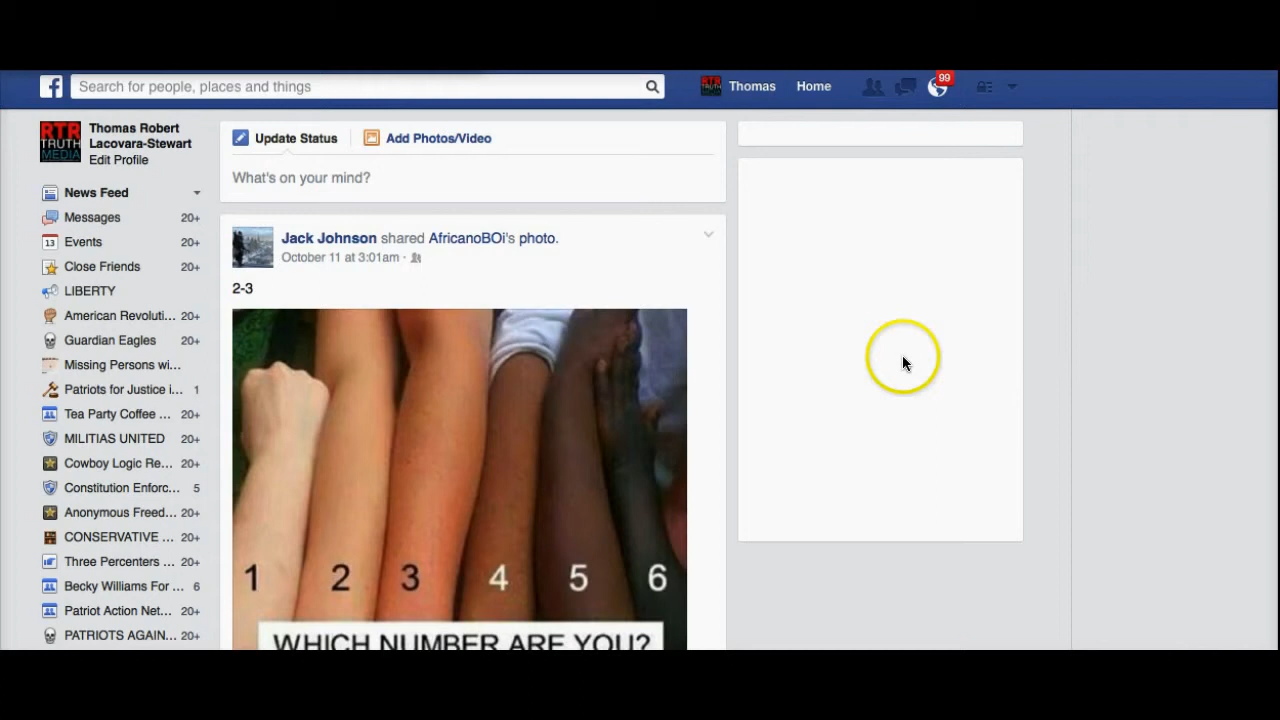 Search for people, places and things
RTR
Thomas
Home
99
RTR
TRUTH
MEDIA
Thomas Robert
Lacovara-Stewart
Edit Profile
News Feed
Messages 20+
13 Events 20+
Close Friends 20+
LIBERTY
American Revoluti... 20+
Guardian Eagles 20+
Missing Persons wi...
Patriots for Justice i... 1
Tea Party Coffee ... 20+
MILITIAS UNITED 20+
Cowboy Logic Re... 20+
Constitution Enforc... 5
Anonymous Freed... 20+
CONSERVATIVE ... 20+
Three Percenters ... 20+
Becky Williams For ... 6
Patriot Action Net... 20+
PATRIOTS AGAIN... 20+
Update Status
Add Photos/Video
What's on your mind?
Jack Johnson shared AfricanoBOi's photo.
October 11 at 3:01am ·
2-3
1 2 3 4 5 6
WHICH NUMBER ARE YOU?